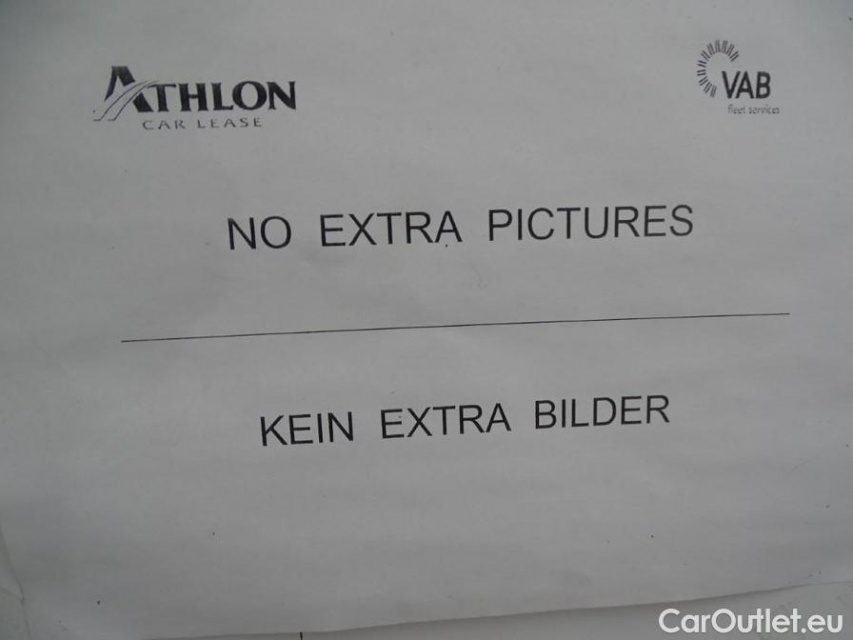 ATHLON
CAR LEASE
VAB
fleet services
NO EXTRA PICTURES
KEIN EXTRA BILDER
CarOutlet.eu